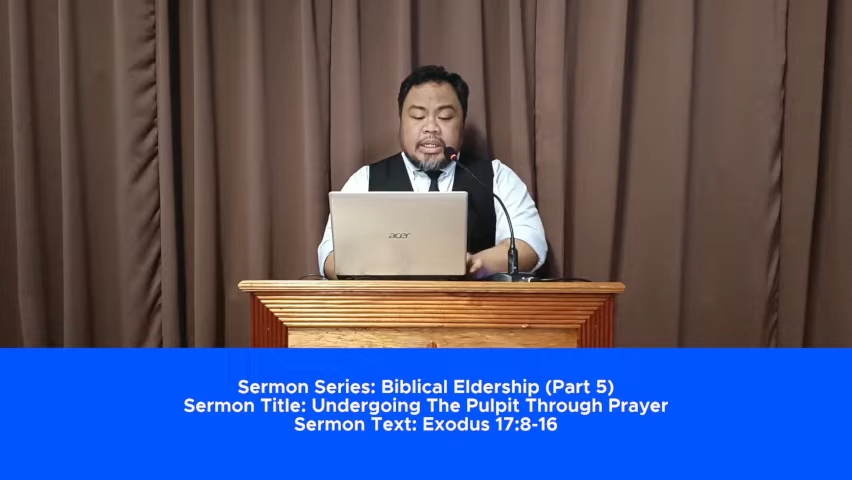 acer
Sermon Series: Biblical Eldership (Part 5)
Sermon Title: Undergoing The Pulpit Through Prayer
Sermon Text: Exodus 17:8-16